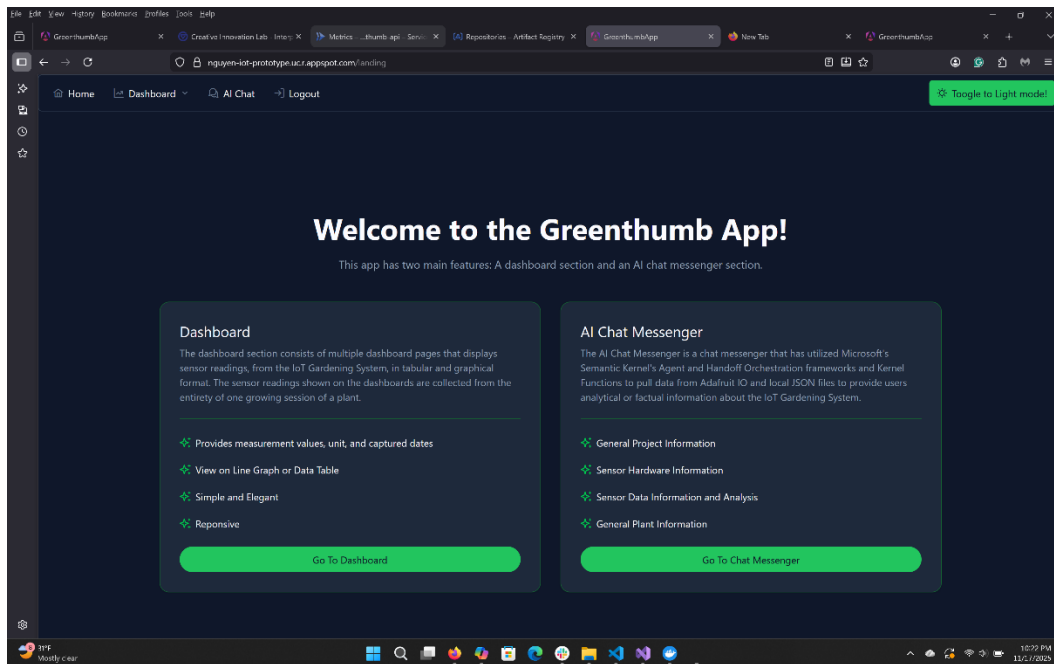 File Edit View History Bookmarks Profiles Tools Help
GreenthumbApp
Creative Innovation Lab - Interg
Metrics - ...thumb-api - Servic
Repositories - Artifact Registry
GreenthumbApp
New Tab
GreenthumbApp
nguyen-iot-prototype.uc.r.appspot.com/landing
Home Dashboard AI Chat Logout
Toogle to Light mode!
Welcome to the Greenthumb App!
This app has two main features: A dashboard section and an AI chat messenger section.
Dashboard
The dashboard section consists of multiple dashboard pages that displays
sensor readings, from the IoT Gardening System, in tabular and graphical
format. The sensor readings shown on the dashboards are collected from the
entirety of one growing session of a plant.
Provides measurement values, unit, and captured dates
View on Line Graph or Data Table
Simple and Elegant
Reponsive
Go To Dashboard
AI Chat Messenger
The AI Chat Messenger is a chat messenger that has utilized Microsoft's
Semantic Kernel's Agent and Handoff Orchestration frameworks and Kernel
Functions to pull data from Adafruit IO and local JSON files to provide users
analytical or factual information about the IoT Gardening System.
General Project Information
Sensor Hardware Information
Sensor Data Information and Analysis
General Plant Information
Go To Chat Messenger
31°F
Mostly clear
10:22 PM
11/17/2025